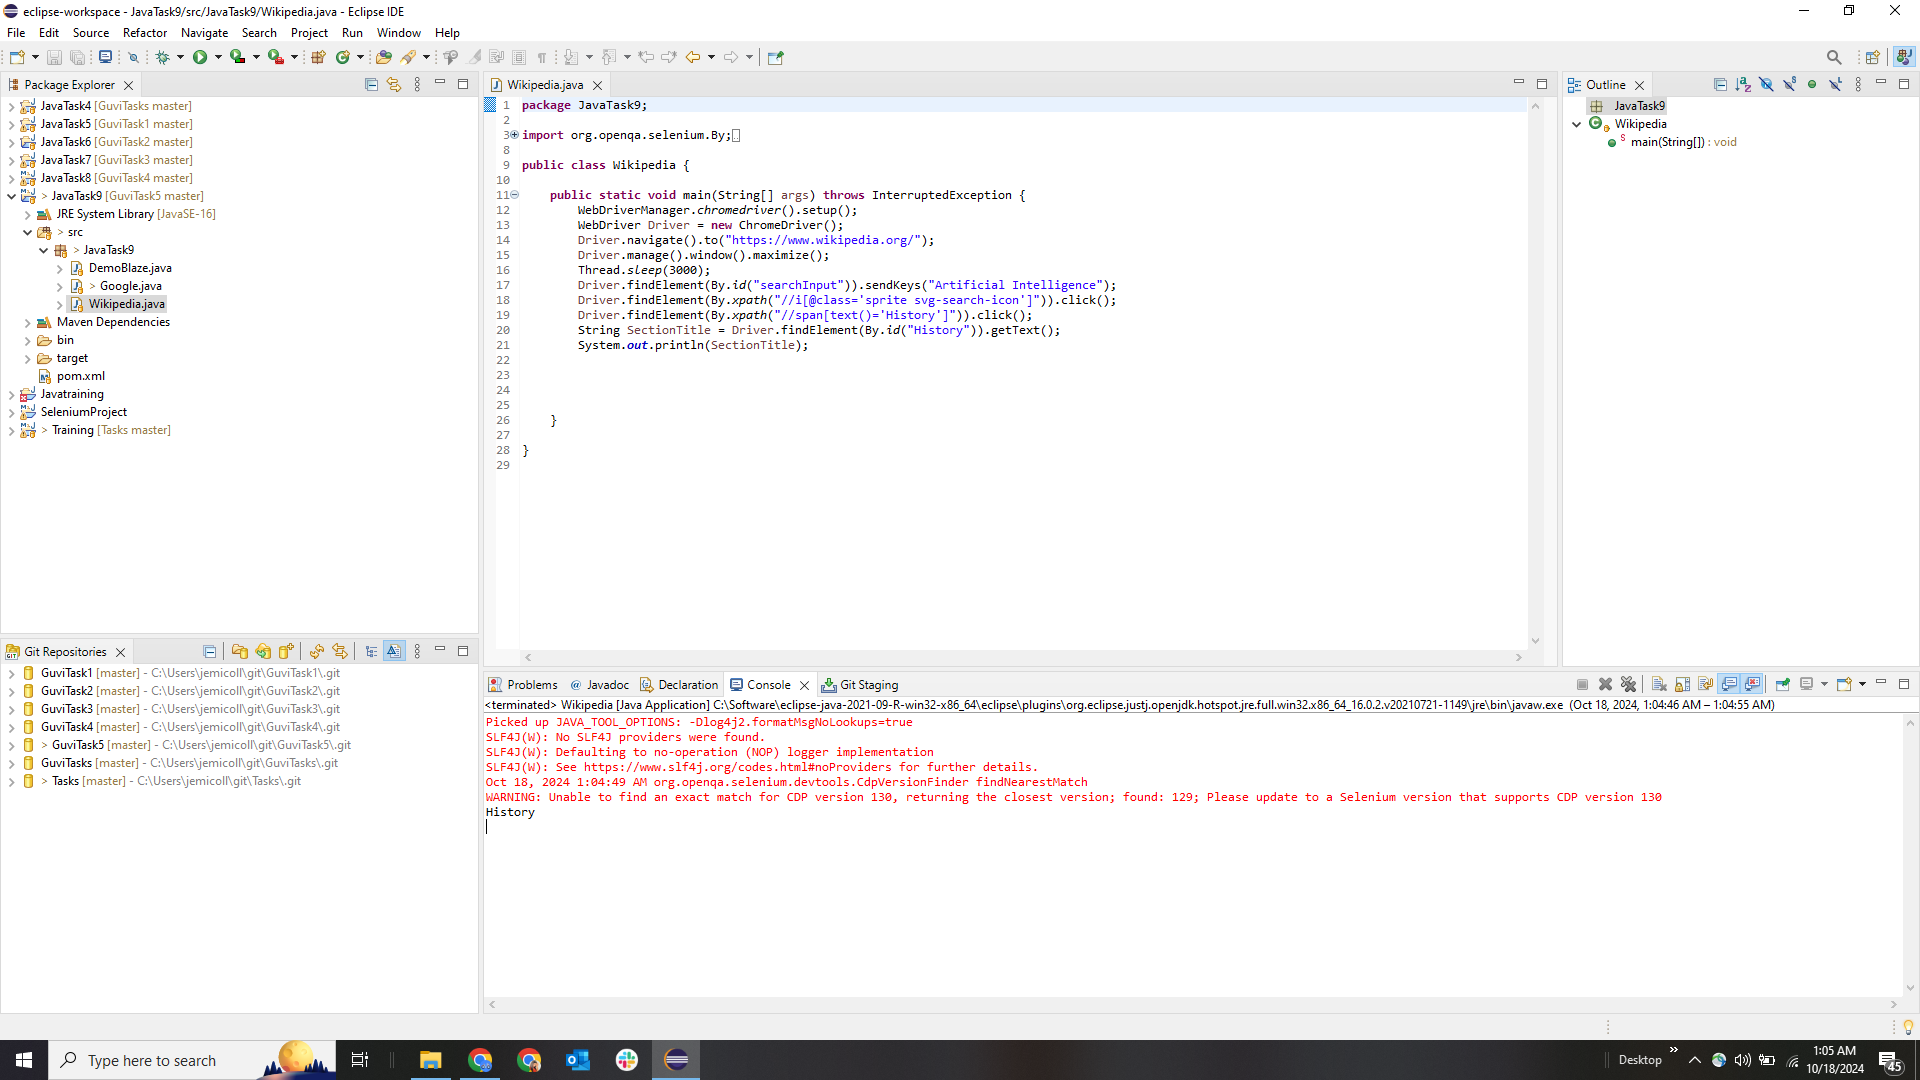 eclipse-workspace - JavaTask9/src/JavaTask9/Wikipedia.java - Eclipse IDE
File Edit Source Refactor Navigate Search Project Run Window Help
Package Explorer
JavaTask4 [GuviTasks master]
JavaTask5 [GuviTask1 master]
JavaTask6 [GuviTask2 master]
JavaTask7 [GuviTask3 master]
JavaTask8 [GuviTask4 master]
> JavaTask9 [GuviTask5 master]
JRE System Library [JavaSE-16]
> src
> JavaTask9
DemoBlaze.java
> Google.java
Wikipedia.java
Maven Dependencies
bin
target
pom.xml
Javatraining
SeleniumProject
> Training [Tasks master]
Wikipedia.java
1 package JavaTask9;
2
3 import org.openqa.selenium.By;
8
9 public class Wikipedia {
10
11 public static void main(String[] args) throws InterruptedException {
12 WebDriverManager.chromedriver().setup();
13 WebDriver Driver = new ChromeDriver();
14 Driver.navigate().to("https://www.wikipedia.org/");
15 Driver.manage().window().maximize();
16 Thread.sleep(3000);
17 Driver.findElement(By.id("searchInput")).sendKeys("Artificial Intelligence");
18 Driver.findElement(By.xpath("//i[@class='sprite svg-search-icon']")).click();
19 Driver.findElement(By.xpath("//span[text()='History']")).click();
20 String SectionTitle = Driver.findElement(By.id("History")).getText();
21 System.out.println(SectionTitle);
22
23
24
25
26 }
27
28 }
29
Outline
JavaTask9
Wikipedia
main(String[]) : void
Git Repositories
GuviTask1 [master] - C:\Users\jemicoll\git\GuviTask1\.git
GuviTask2 [master] - C:\Users\jemicoll\git\GuviTask2\.git
GuviTask3 [master] - C:\Users\jemicoll\git\GuviTask3\.git
GuviTask4 [master] - C:\Users\jemicoll\git\GuviTask4\.git
> GuviTask5 [master] - C:\Users\jemicoll\git\GuviTask5\.git
GuviTasks [master] - C:\Users\jemicoll\git\GuviTasks\.git
> Tasks [master] - C:\Users\jemicoll\git\Tasks\.git
Problems @ Javadoc Declaration Console Git Staging
<terminated> Wikipedia [Java Application] C:\Software\eclipse-java-2021-09-R-win32-x86_64\eclipse\plugins\org.eclipse.justj.openjdk.hotspot.jre.full.win32.x86_64_16.0.2.v20210721-1149\jre\bin\javaw.exe (Oct 18, 2024, 1:04:46 AM – 1:04:55 AM)
Picked up JAVA_TOOL_OPTIONS: -Dlog4j2.formatMsgNoLookups=true
SLF4J(W): No SLF4J providers were found.
SLF4J(W): Defaulting to no-operation (NOP) logger implementation
SLF4J(W): See https://www.slf4j.org/codes.html#noProviders for further details.
Oct 18, 2024 1:04:49 AM org.openqa.selenium.devtools.CdpVersionFinder findNearestMatch
WARNING: Unable to find an exact match for CDP version 130, returning the closest version; found: 129; Please update to a Selenium version that supports CDP version 130
History
Type here to search
Desktop
1:05 AM
10/18/2024
45